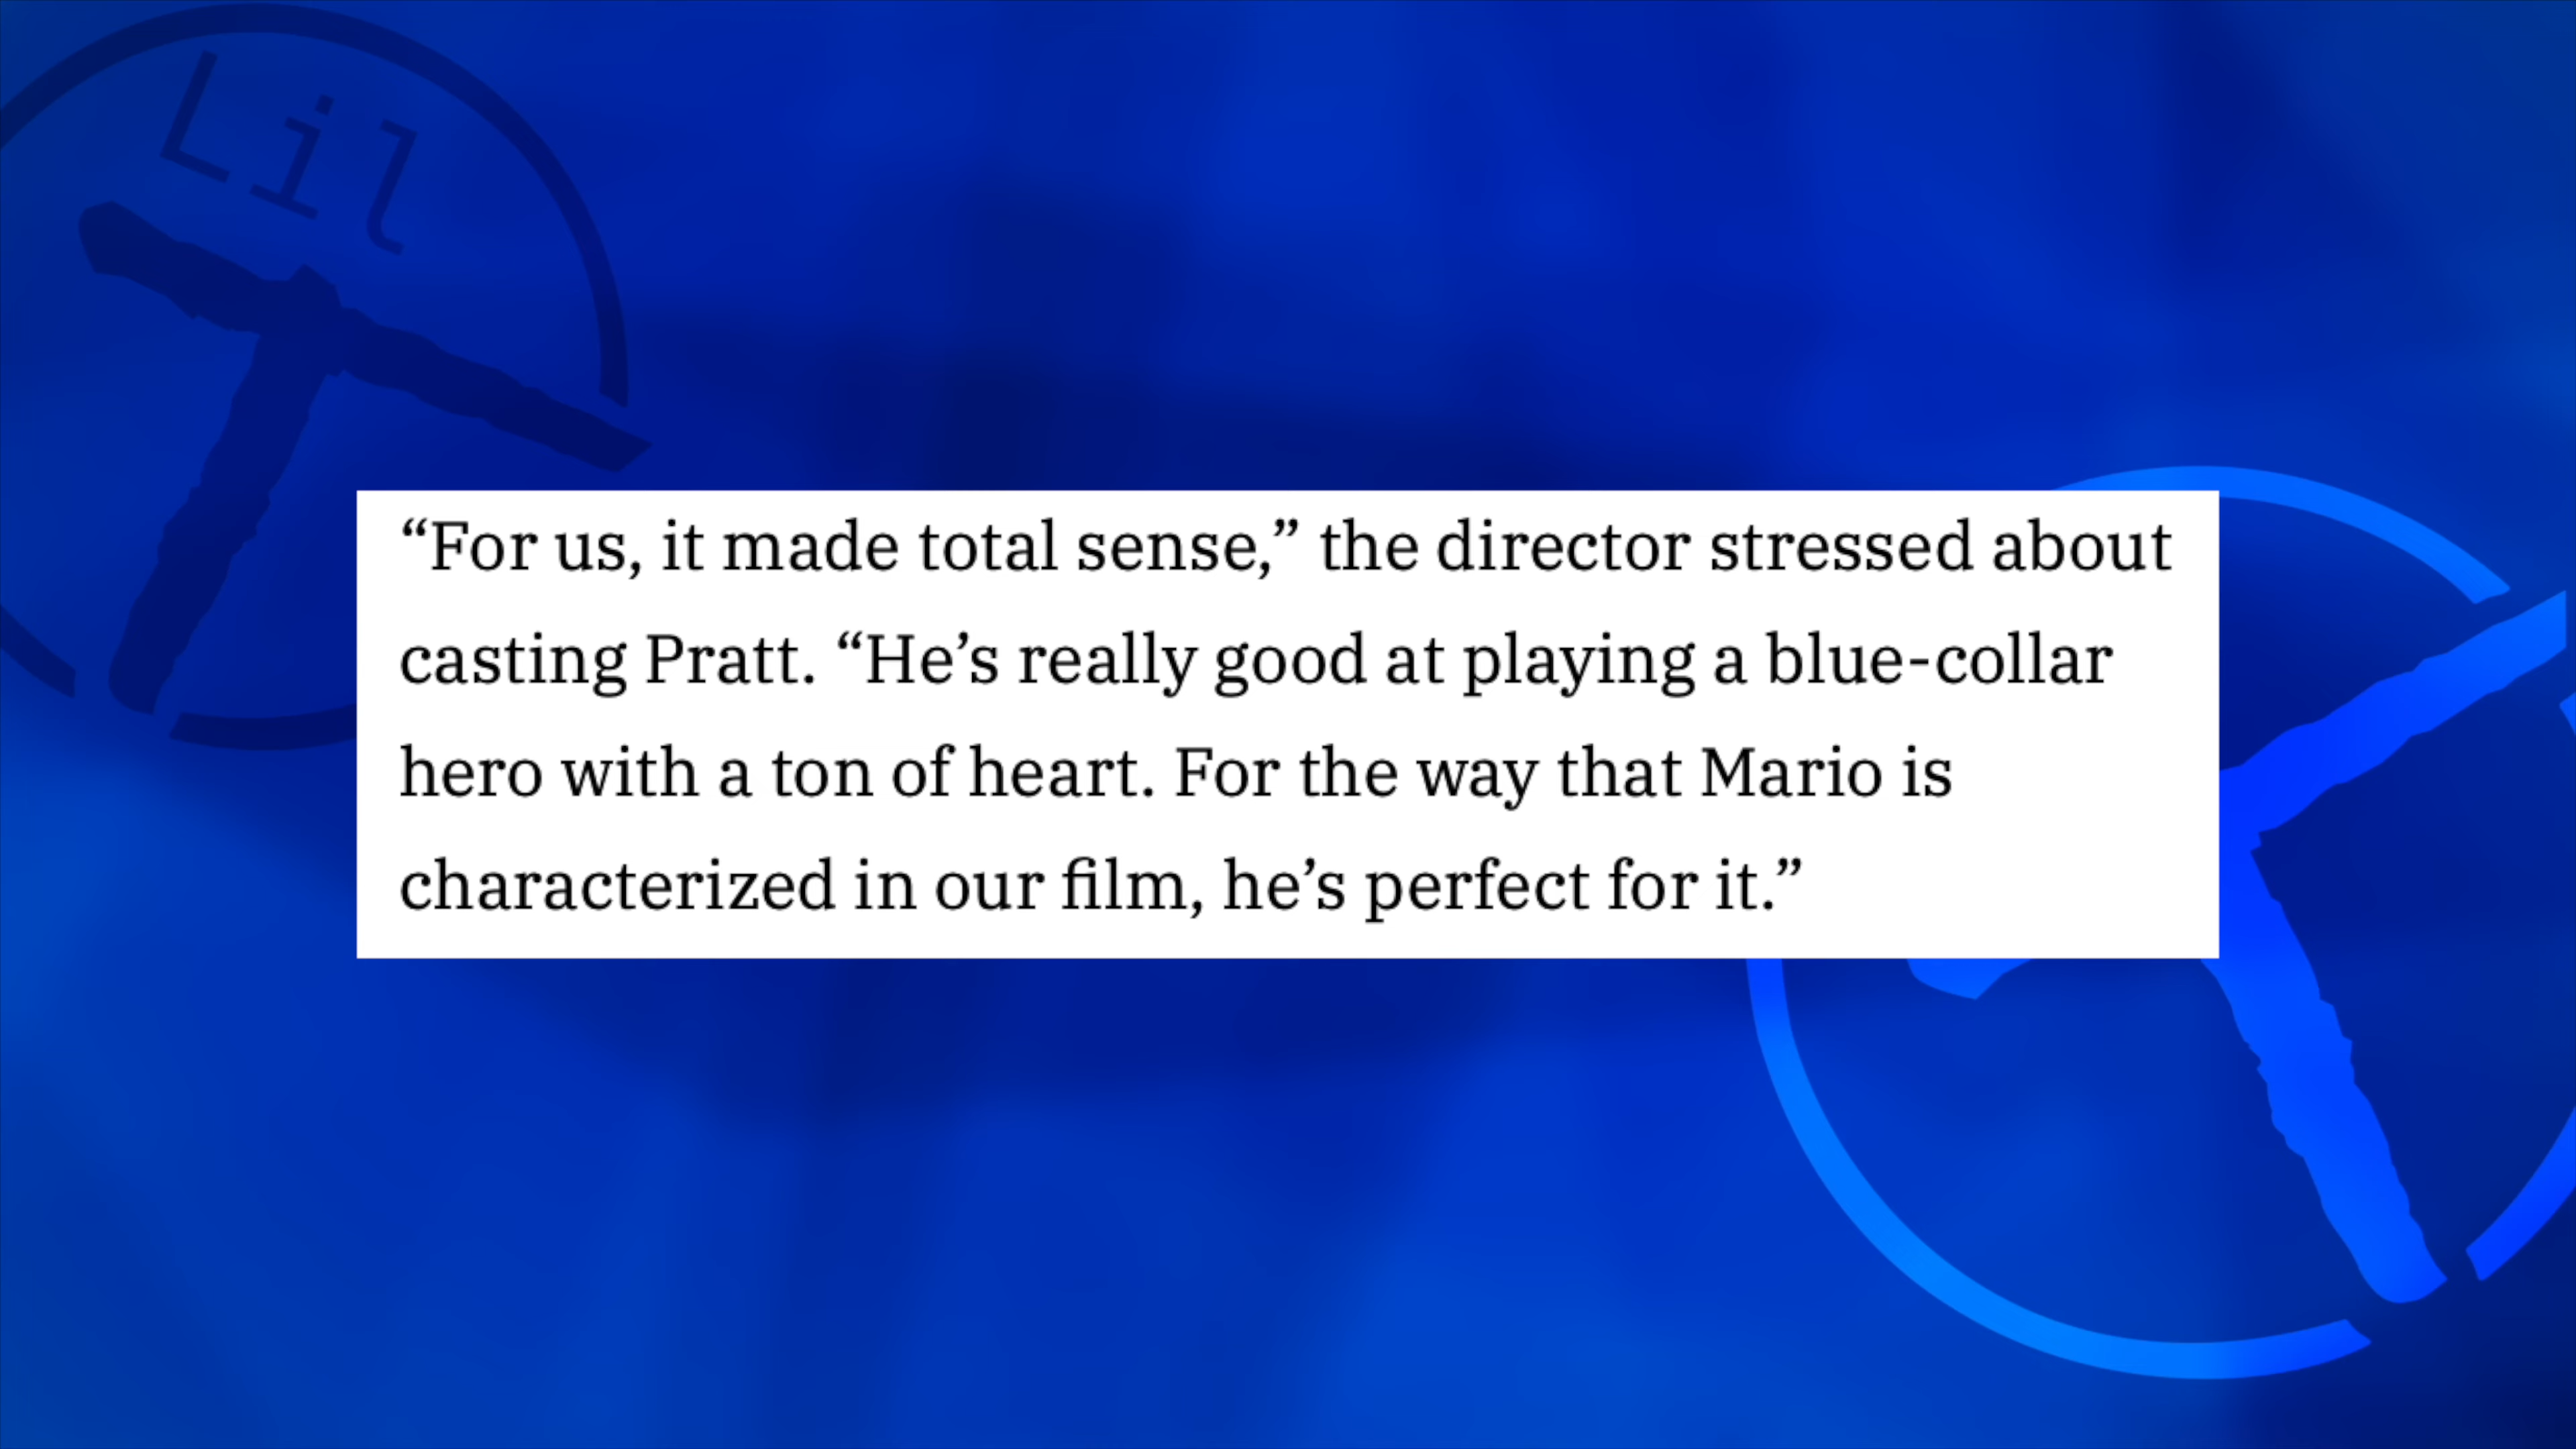 Lil
“For us, it made total sense,” the director stressed about
casting Pratt. “He’s really good at playing a blue-collar
hero with a ton of heart. For the way that Mario is
characterized in our film, he’s perfect for it.”